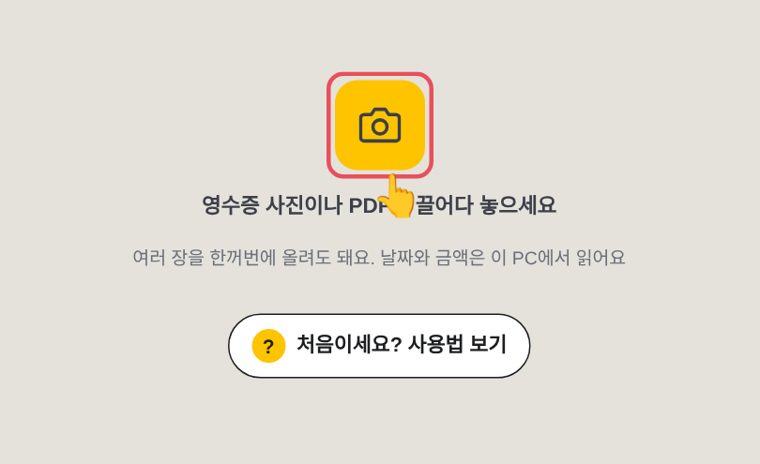 영수증 사진이나 PDF 끌어다 놓으세요
여러 장을 한꺼번에 올려도 돼요. 날짜와 금액은 이 PC에서 읽어요
? 처음이세요? 사용법 보기